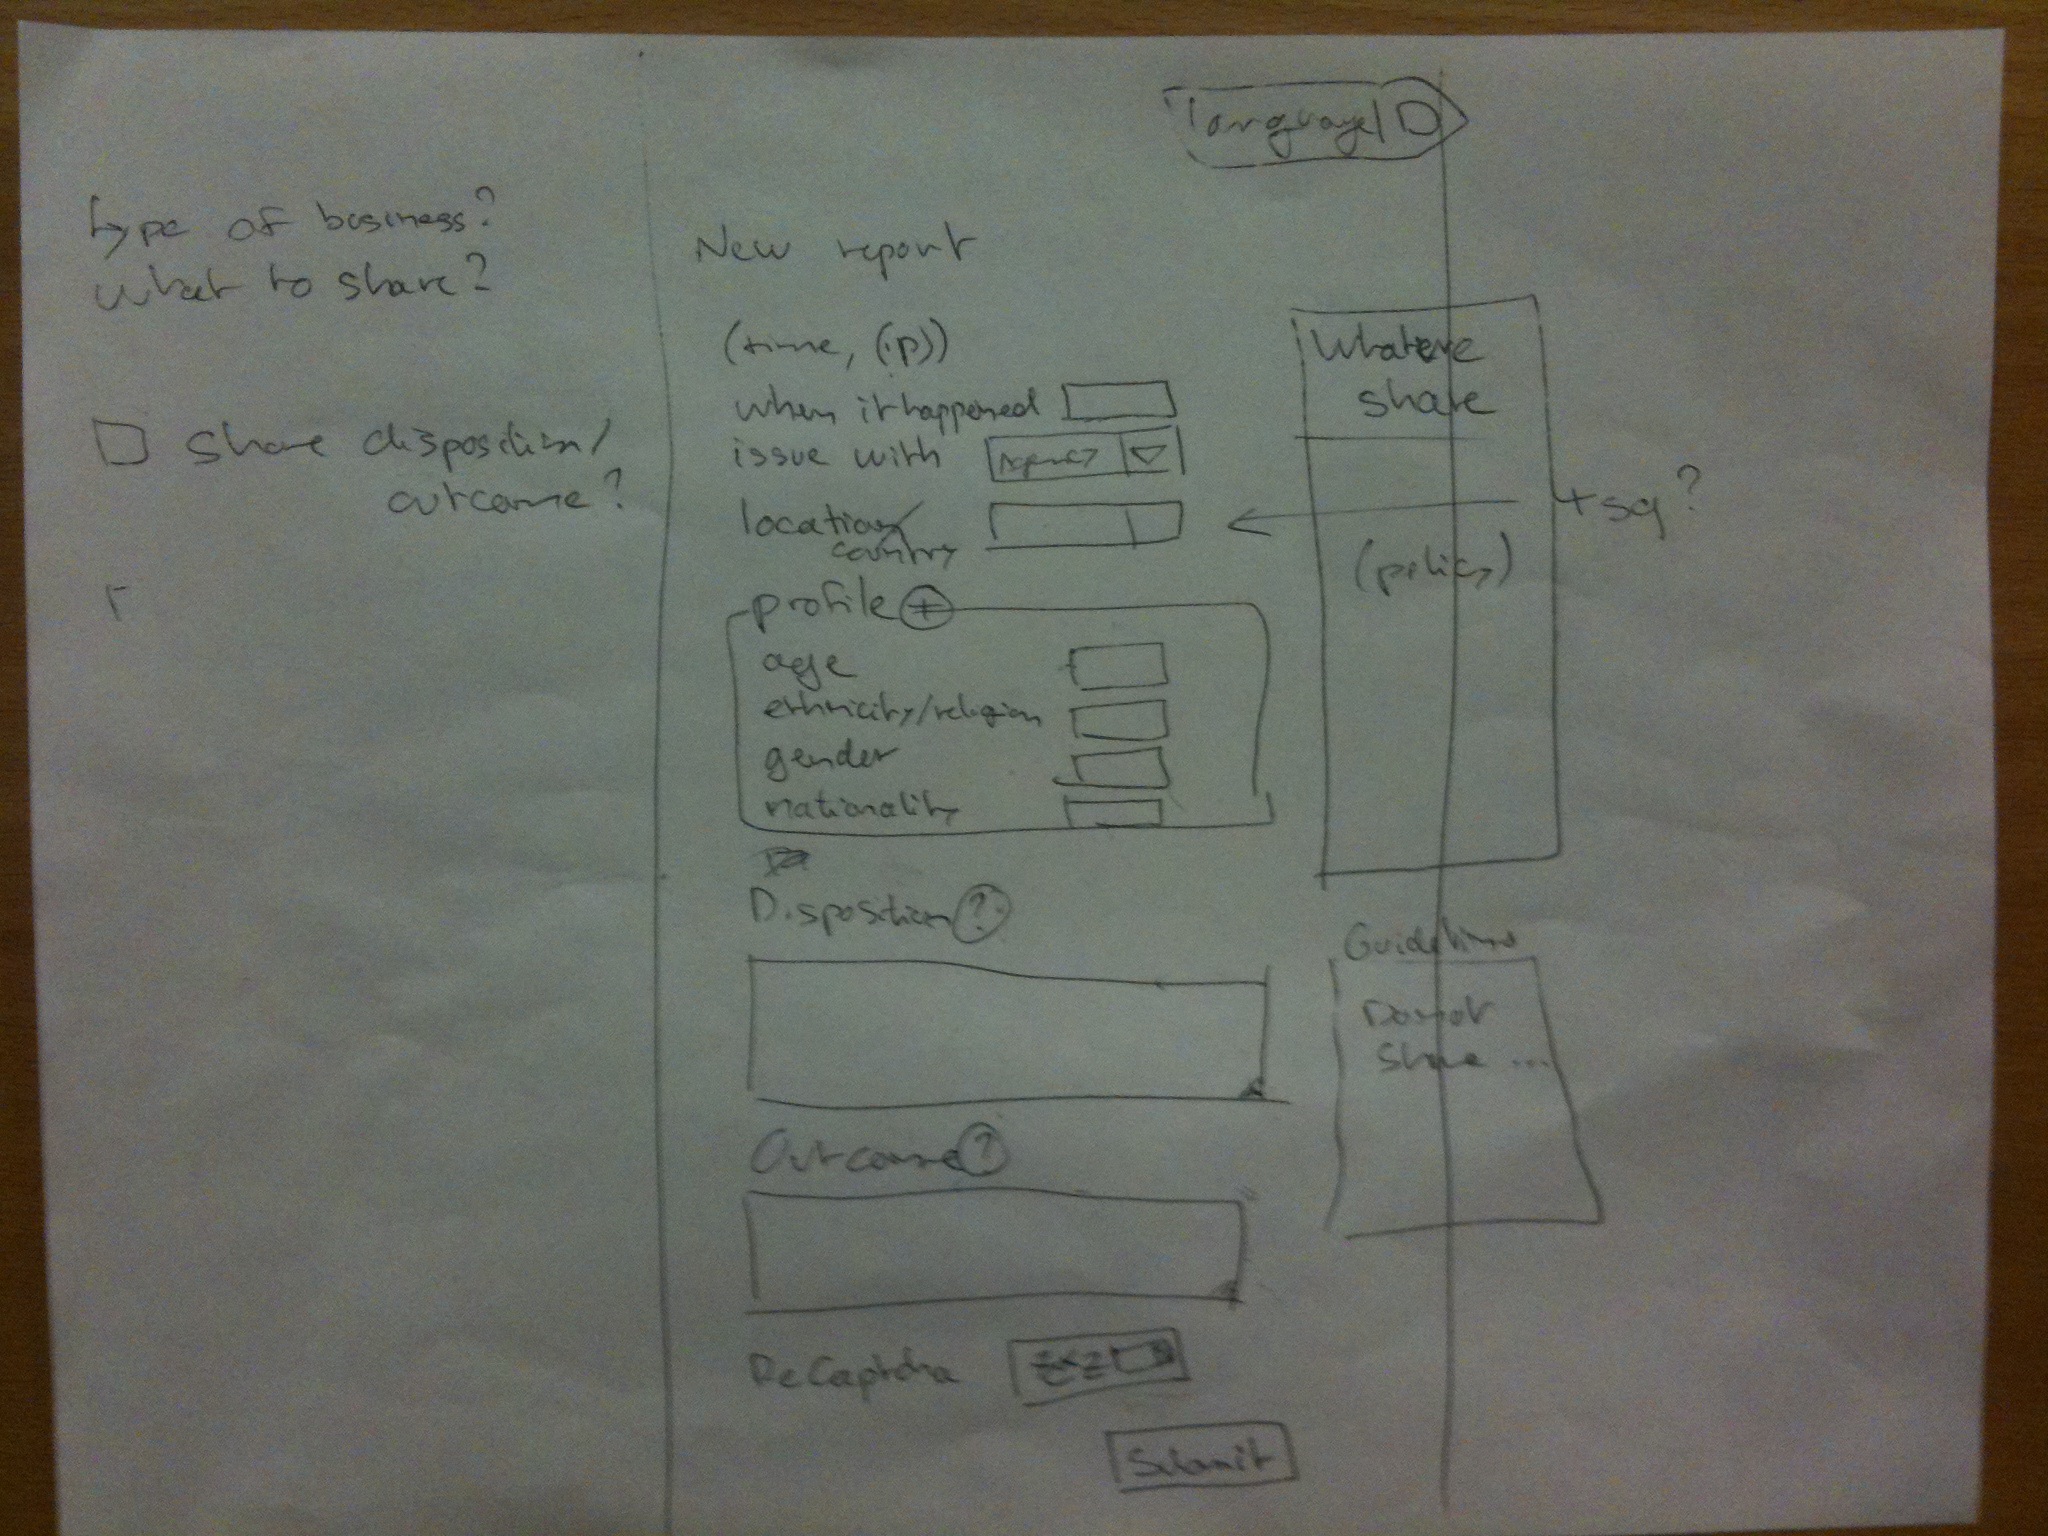 language
type of business?
what to share?
□ share disposition/
outcome?
New report
(time, (ip))
when it happened
issue with
location/
country
profile +
age
ethnicity/religion
gender
nationality
Disposition ?
Outcome ?
ReCaptcha
Submit
share
(policy)
+ sq?
Guidelines
Do not
share ...